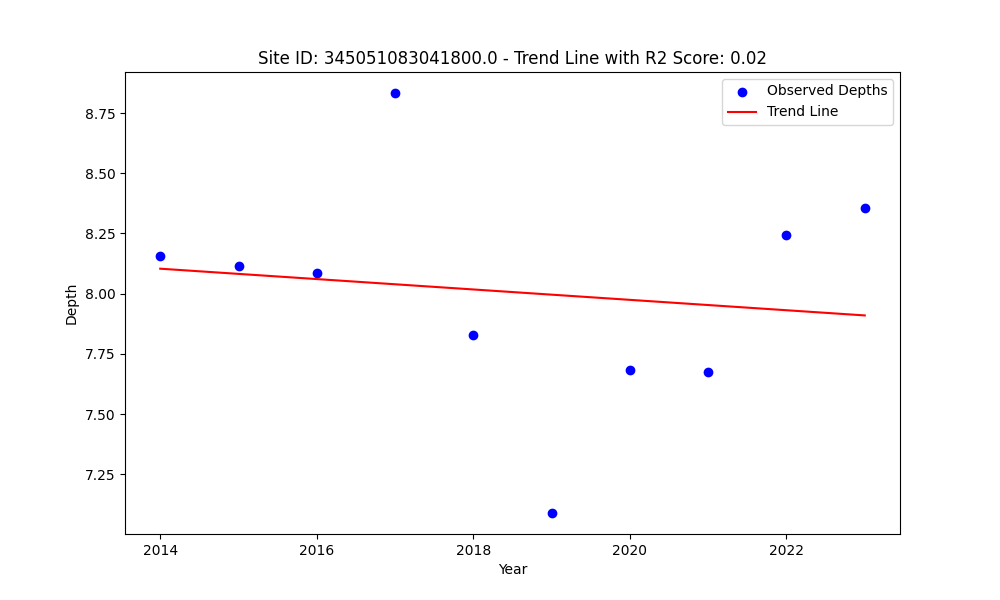 Site ID: 345051083041800.0 - Trend Line with R2 Score: 0.02
Observed Depths
Trend Line
8.75
8.50
8.25
8.00
7.75
7.50
7.25
Depth
2014
2016
2018
2020
2022
Year